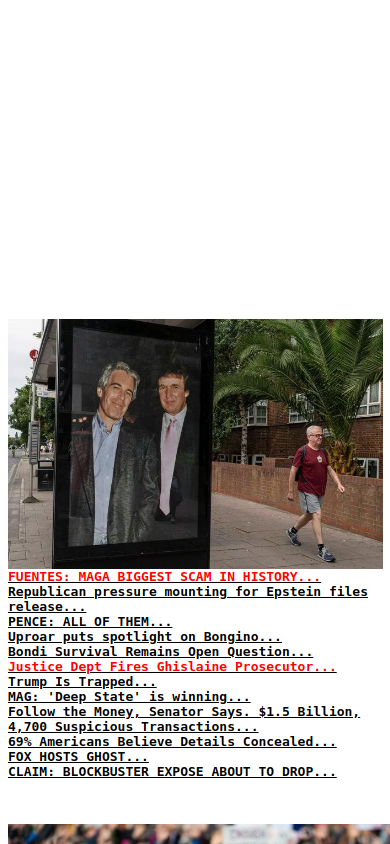 FUENTES: MAGA BIGGEST SCAM IN HISTORY...
Republican pressure mounting for Epstein files
release...
PENCE: ALL OF THEM...
Uproar puts spotlight on Bongino...
Bondi Survival Remains Open Question...
Justice Dept Fires Ghislaine Prosecutor...
Trump Is Trapped...
MAG: 'Deep State' is winning...
Follow the Money, Senator Says. $1.5 Billion,
4,700 Suspicious Transactions...
69% Americans Believe Details Concealed...
FOX HOSTS GHOST...
CLAIM: BLOCKBUSTER EXPOSE ABOUT TO DROP...